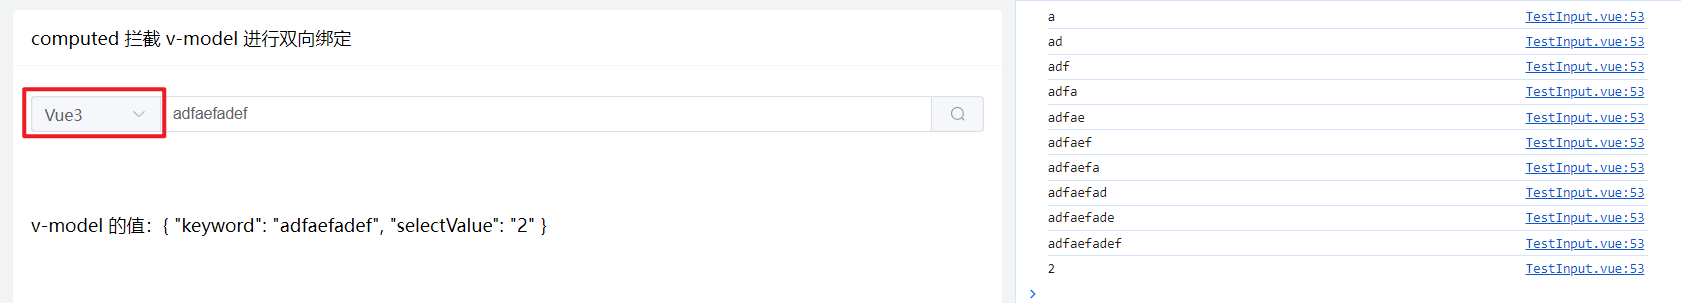 computed 拦截 v-model 进行双向绑定
Vue3
adfaefadef
v-model 的值：{ "keyword": "adfaefadef", "selectValue": "2" }
a TestInput.vue:53
ad TestInput.vue:53
adf TestInput.vue:53
adfa TestInput.vue:53
adfae TestInput.vue:53
adfaef TestInput.vue:53
adfaefa TestInput.vue:53
adfaefad TestInput.vue:53
adfaefade TestInput.vue:53
adfaefadef TestInput.vue:53
2 TestInput.vue:53